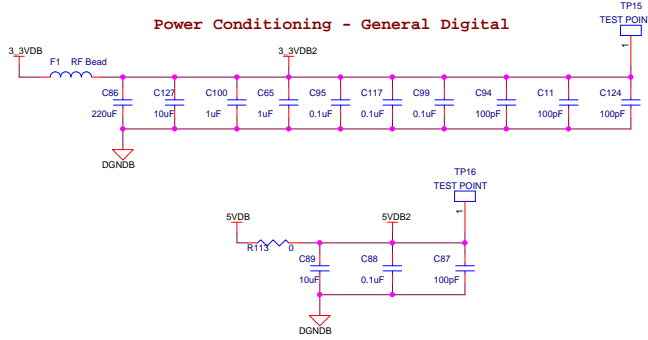 Power Conditioning - General Digital
TP15
TEST POIN
1
3_3VDB
3_3VDB2
F1 RF Bead
C86 C127 C100 C65 C95 C117 C99 C94 C11 C124
220uF 10uF 1uF 1uF 0.1uF 0.1uF 0.1uF 100pF 100pF 100pF
DGNDB
TP16
TEST POINT
1
5VDB
5VDB2
R113 0
C89 C88 C87
10uF 0.1uF 100pF
DGNDB